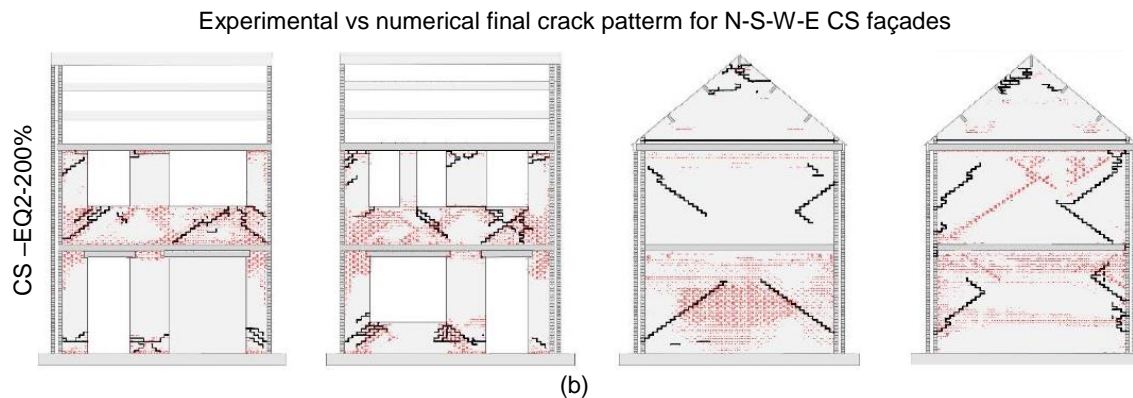 Experimental vs numerical final crack patterm for N-S-W-E CS façades
CS –EQ2-200%
(b)